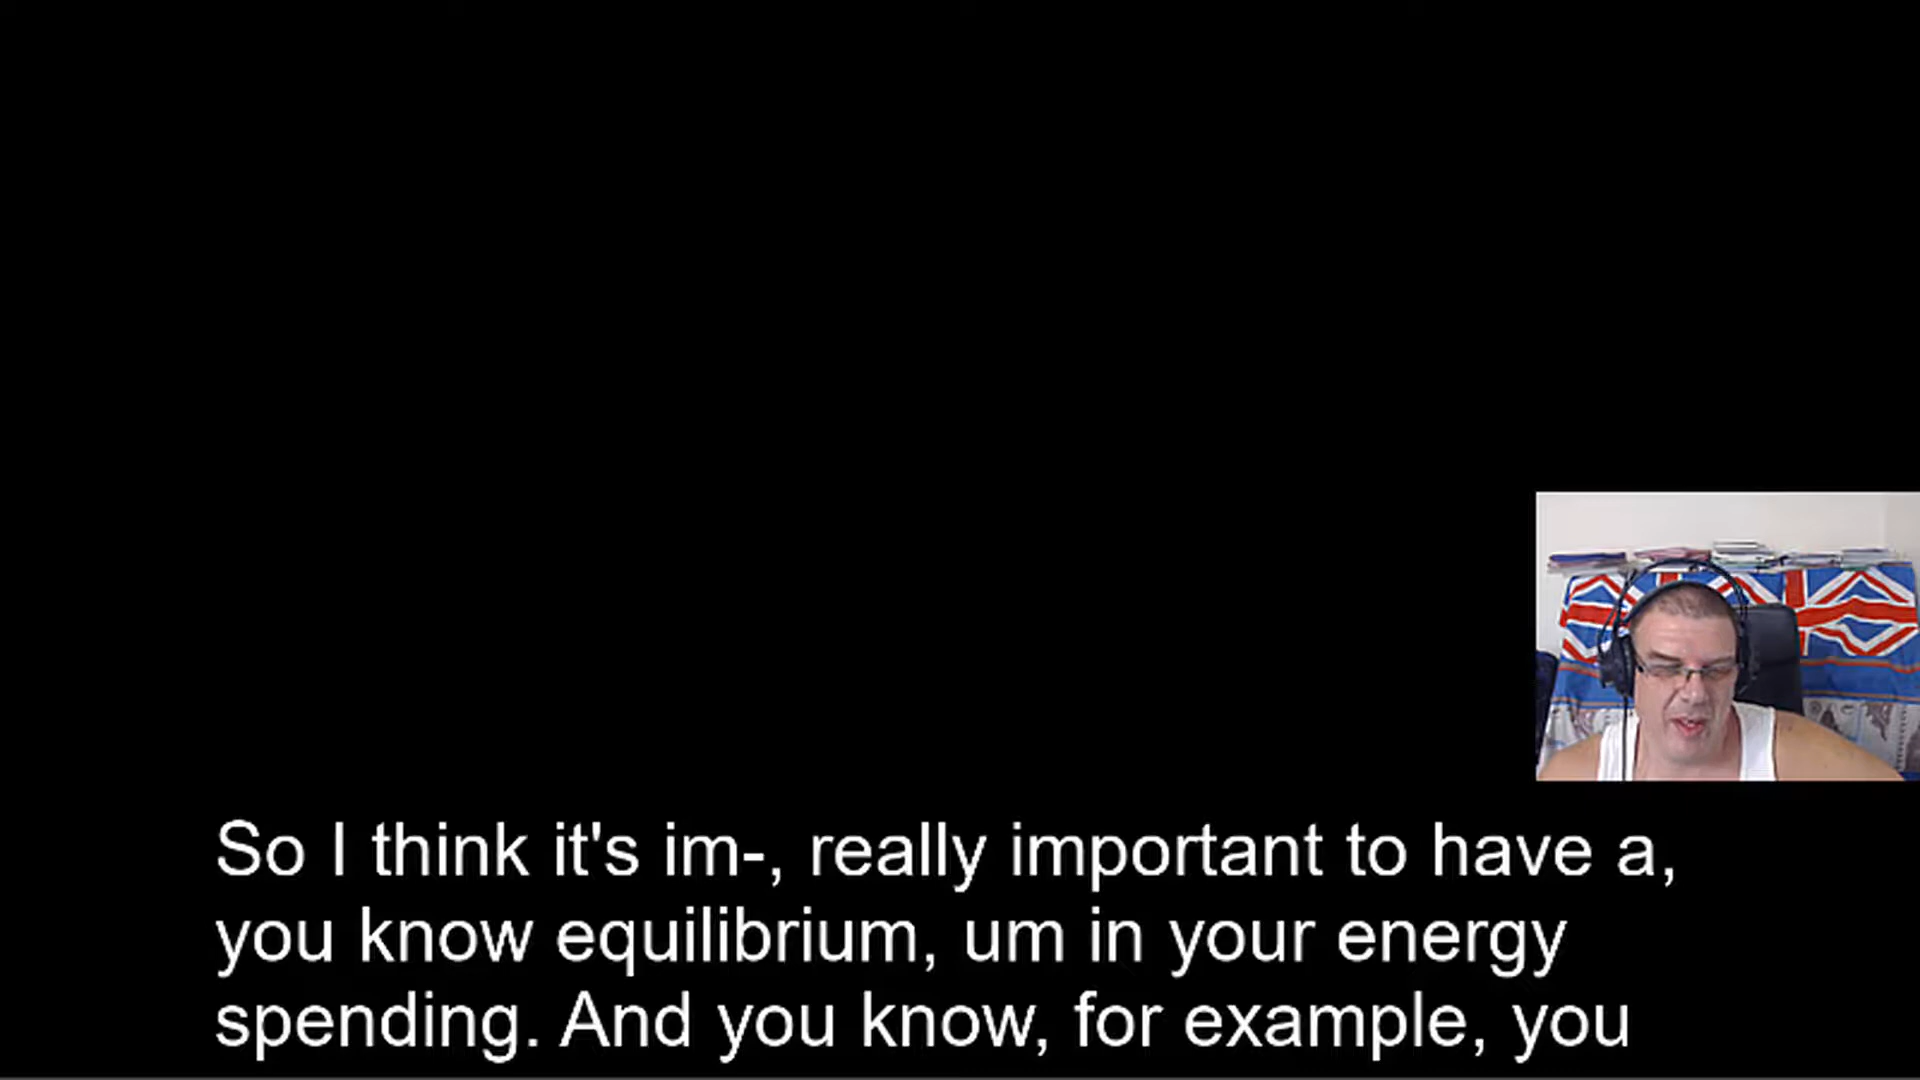 So I think it's im-, really important to have a,
you know equilibrium, um in your energy
spending. And you know, for example, you